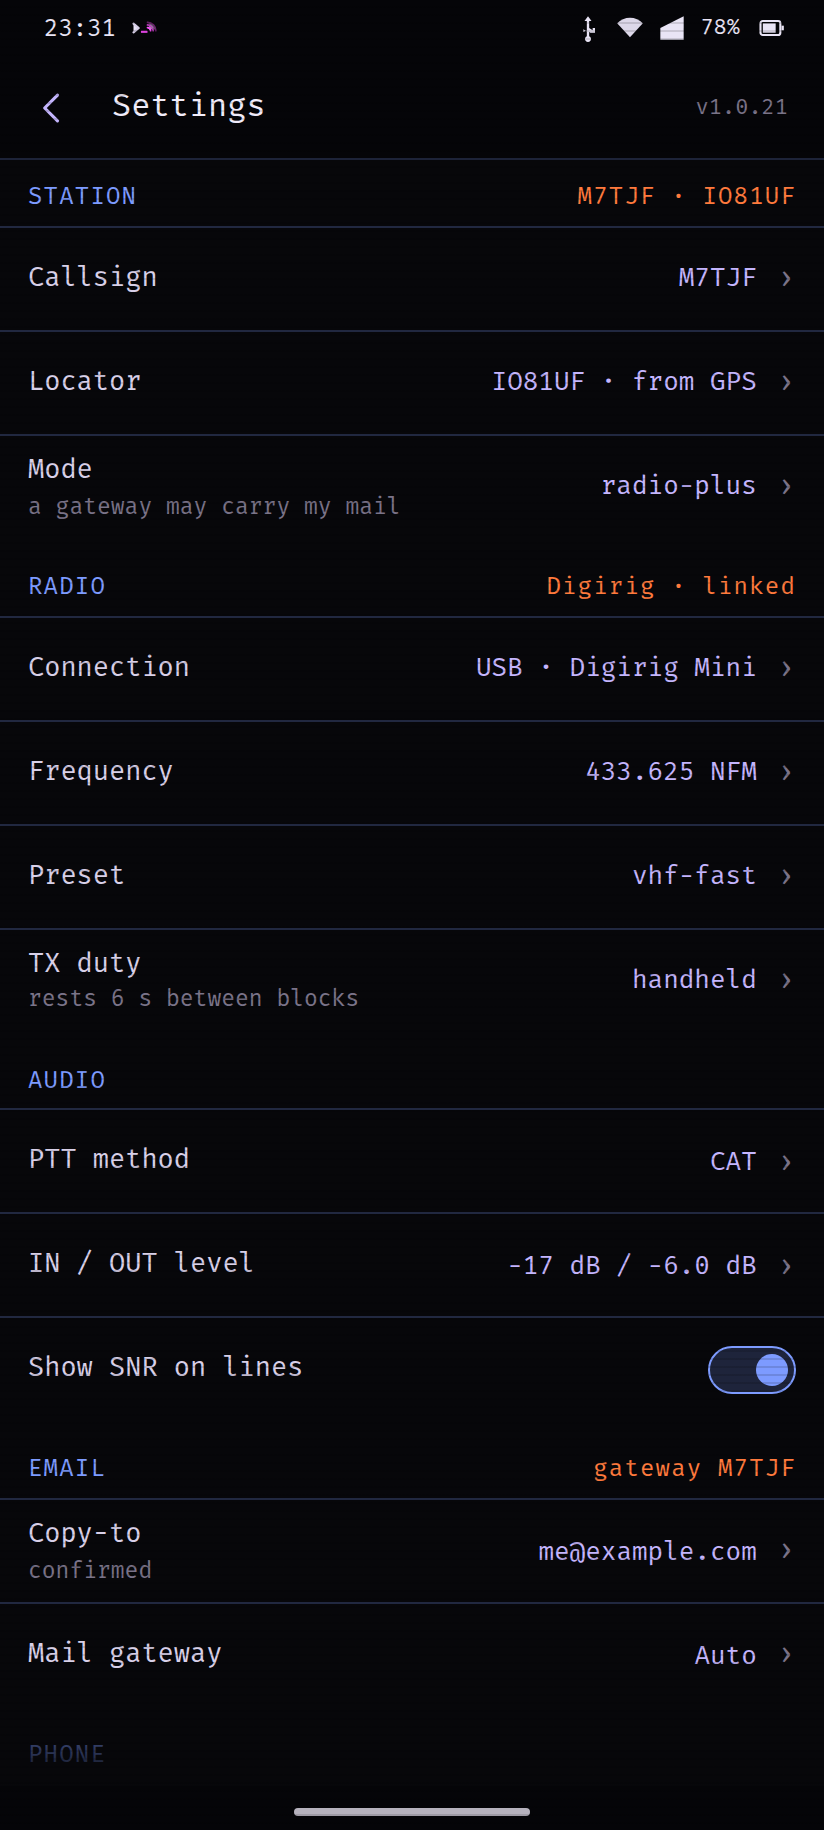 23:31 78%
Settings v1.0.21
STATION M7TJF · IO81UF
Callsign M7TJF
Locator IO81UF · from GPS
Mode radio-plus
a gateway may carry my mail
RADIO Digirig · linked
Connection USB · Digirig Mini
Frequency 433.625 NFM
Preset vhf-fast
TX duty handheld
rests 6 s between blocks
AUDIO
PTT method CAT
IN / OUT level -17 dB / -6.0 dB
Show SNR on lines
EMAIL gateway M7TJF
Copy-to me@example.com
confirmed
Mail gateway Auto
PHONE